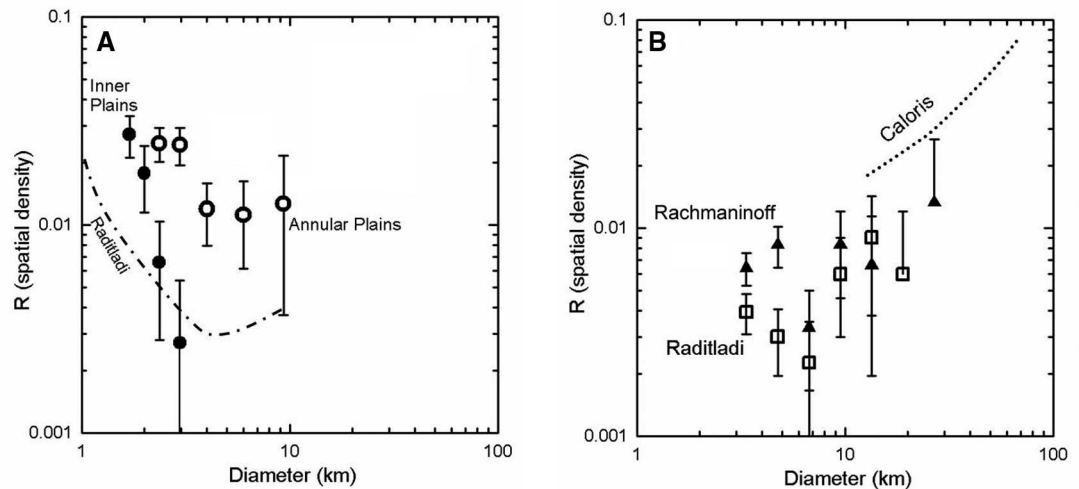 A
0.1
Inner
Plains
Raditladi
Annular Plains
0.01
R (spatial density)
0.001
1
10
100
Diameter (km)
B
0.1
Caloris
Rachmaninoff
0.01
R (spatial density)
Raditladi
0.001
1
10
100
Diameter (km)